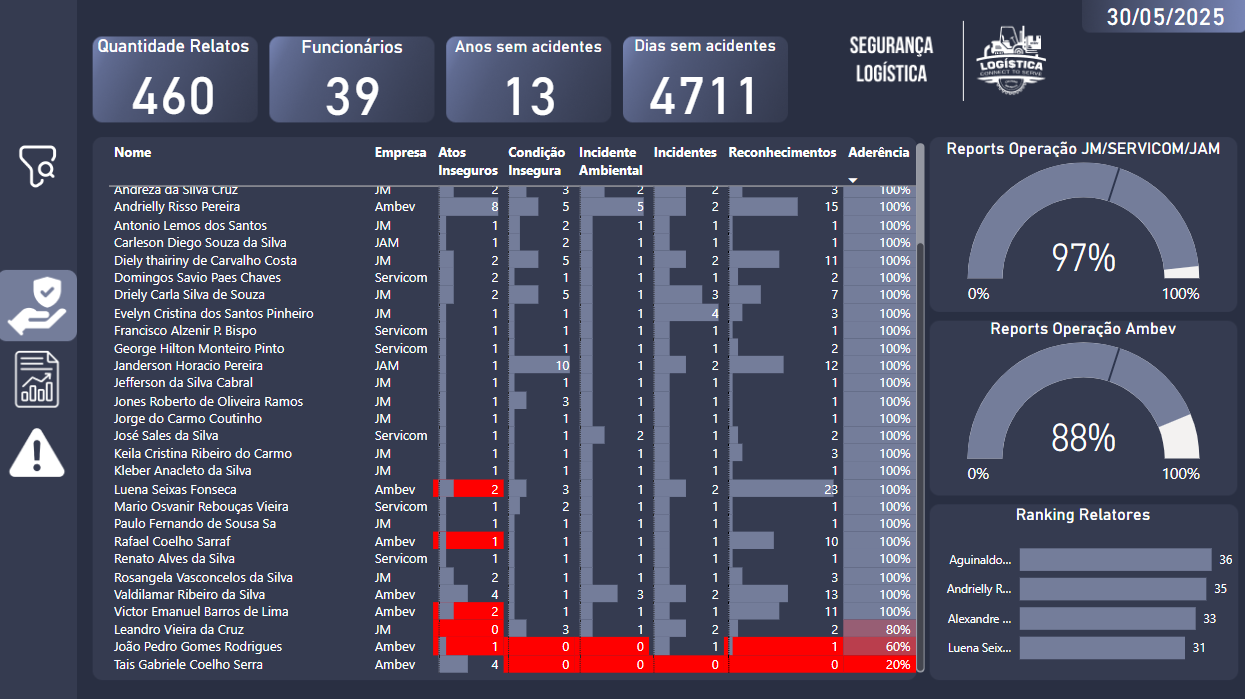 30/05/2025
Quantidade Relatos
460
Funcionários
39
Anos sem acidentes
13
Dias sem acidentes
4711
SEGURANÇA
LOGÍSTICA
LOGÍSTICA
CONNECT TO SERVE
Nome Empresa Atos Inseguros Condição Insegura Incidente Ambiental Incidentes Reconhecimentos Aderência
Andreza da Silva Cruz JM 2 3 2 2 3 100%
Andrielly Risso Pereira Ambev 8 5 5 2 15 100%
Antonio Lemos dos Santos JM 1 2 1 1 1 100%
Carleson Diego Souza da Silva JAM 1 2 1 1 1 100%
Diely thairiny de Carvalho Costa JM 2 5 1 2 11 100%
Domingos Savio Paes Chaves Servicom 2 1 1 1 2 100%
Driely Carla Silva de Souza JM 2 5 1 3 7 100%
Evelyn Cristina dos Santos Pinheiro JM 1 1 1 4 3 100%
Francisco Alzenir P. Bispo Servicom 1 1 1 1 1 100%
George Hilton Monteiro Pinto Servicom 1 1 1 1 2 100%
Janderson Horacio Pereira JAM 1 10 1 2 12 100%
Jefferson da Silva Cabral JM 1 1 1 1 1 100%
Jones Roberto de Oliveira Ramos JM 1 3 1 1 1 100%
Jorge do Carmo Coutinho JM 1 1 1 1 1 100%
José Sales da Silva Servicom 1 1 2 1 2 100%
Keila Cristina Ribeiro do Carmo JM 1 1 1 1 3 100%
Kleber Anacleto da Silva JM 1 1 1 1 1 100%
Luena Seixas Fonseca Ambev 2 3 1 2 23 100%
Mario Osvanir Rebouças Vieira Servicom 1 2 1 1 1 100%
Paulo Fernando de Sousa Sa JM 1 1 1 1 1 100%
Rafael Coelho Sarraf Ambev 1 1 1 1 10 100%
Renato Alves da Silva Servicom 1 1 1 1 1 100%
Rosangela Vasconcelos da Silva JM 2 1 1 1 3 100%
Valdilamar Ribeiro da Silva Ambev 4 1 3 2 13 100%
Victor Emanuel Barros de Lima Ambev 2 1 1 1 11 100%
Leandro Vieira da Cruz JM 0 3 1 2 2 80%
João Pedro Gomes Rodrigues Ambev 1 0 0 1 1 60%
Tais Gabriele Coelho Serra Ambev 4 0 0 0 0 20%
Reports Operação JM/SERVICOM/JAM
97%
0% 100%
Reports Operação Ambev
88%
0% 100%
Ranking Relatores
Aguinaldo... 36
Andrielly R... 35
Alexandre ... 33
Luena Seix... 31